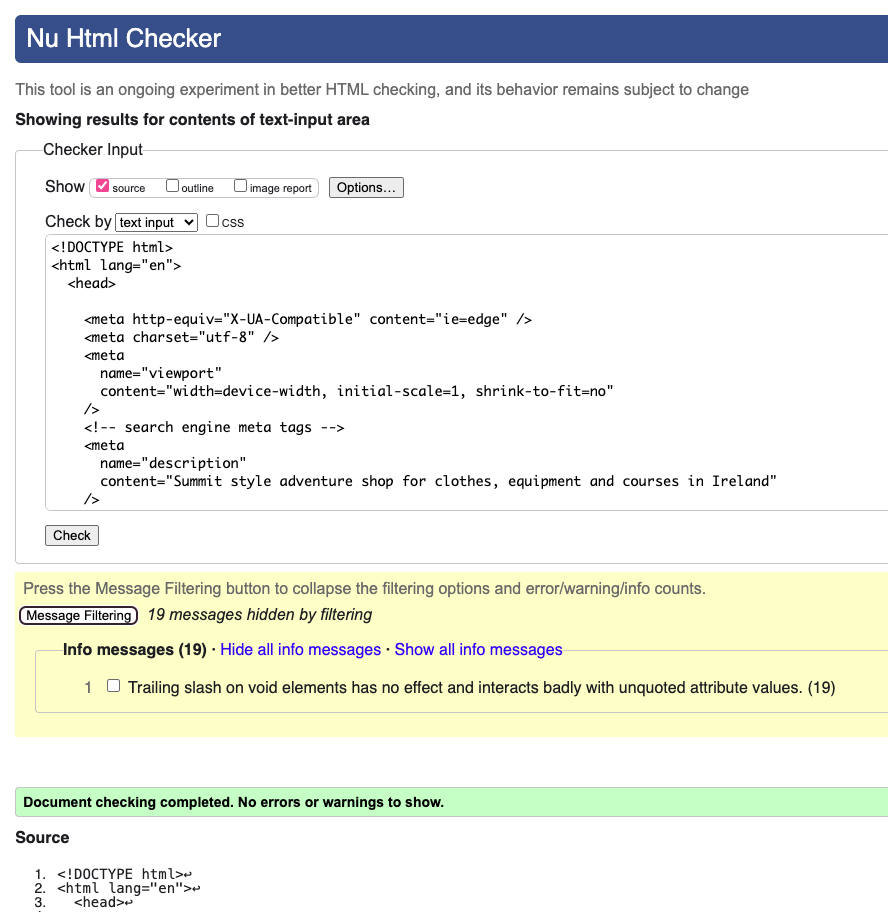 Nu Html Checker
This tool is an ongoing experiment in better HTML checking, and its behavior remains subject to change
Showing results for contents of text-input area
Checker Input
Show source outline image report Options...
Check by text input css
<!DOCTYPE html>
<html lang="en">
<head>
<meta http-equiv="X-UA-Compatible" content="ie=edge" />
<meta charset="utf-8" />
<meta
name="viewport"
content="width=device-width, initial-scale=1, shrink-to-fit=no"
/>
<!-- search engine meta tags -->
<meta
name="description"
content="Summit style adventure shop for clothes, equipment and courses in Ireland"
/>
Check
Press the Message Filtering button to collapse the filtering options and error/warning/info counts.
Message Filtering 19 messages hidden by filtering
Info messages (19) · Hide all info messages · Show all info messages
1 Trailing slash on void elements has no effect and interacts badly with unquoted attribute values. (19)
Document checking completed. No errors or warnings to show.
Source
1. <!DOCTYPE html>↩
2. <html lang="en">↩
3. <head>↩